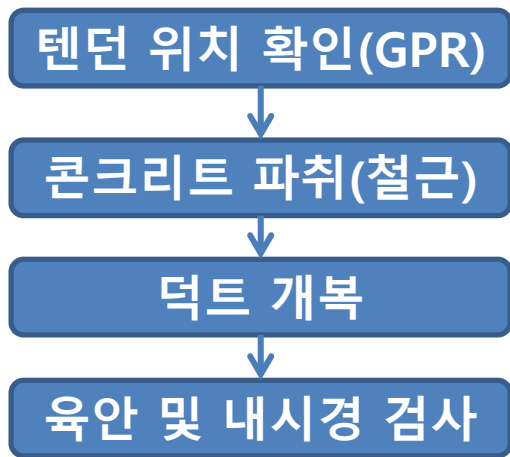 텐던 위치 확인(GPR)
콘크리트 파취(철근)
덕트 개복
육안 및 내시경 검사